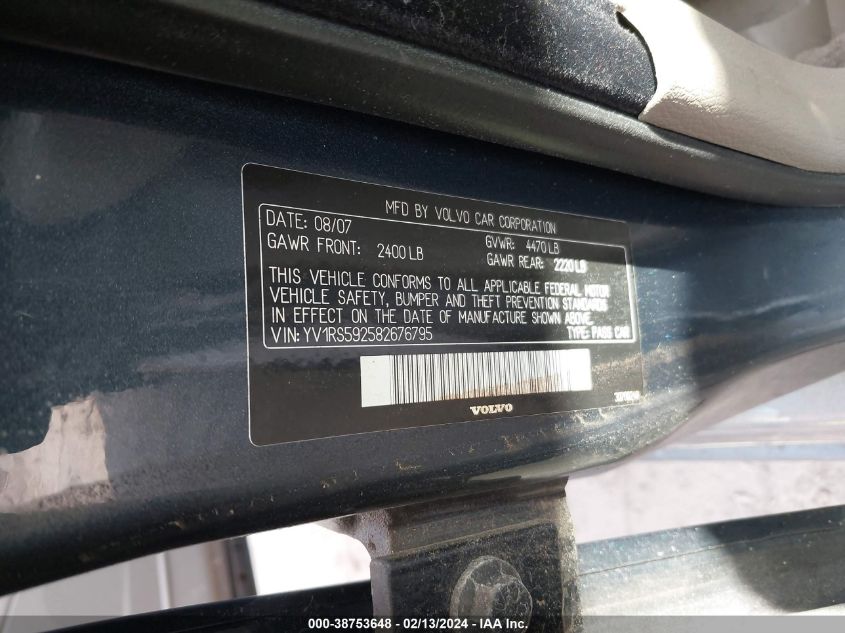 MFD BY VOLVO CAR CORPORATION
DATE: 08/07 GVWR: 4470 LB
GAWR FRONT: 2400 LB GAWR REAR: 2220 LB
THIS VEHICLE CONFORMS TO ALL APPLICABLE FEDERAL MOTOR
VEHICLE SAFETY, BUMPER AND THEFT PREVENTION STANDARDS
IN EFFECT ON THE DATE OF MANUFACTURE SHOWN ABOVE
VIN: YV1RS592582676795 TYPE: PASS CAR
VOLVO
000-38753648 - 02/13/2024 - IAA Inc.